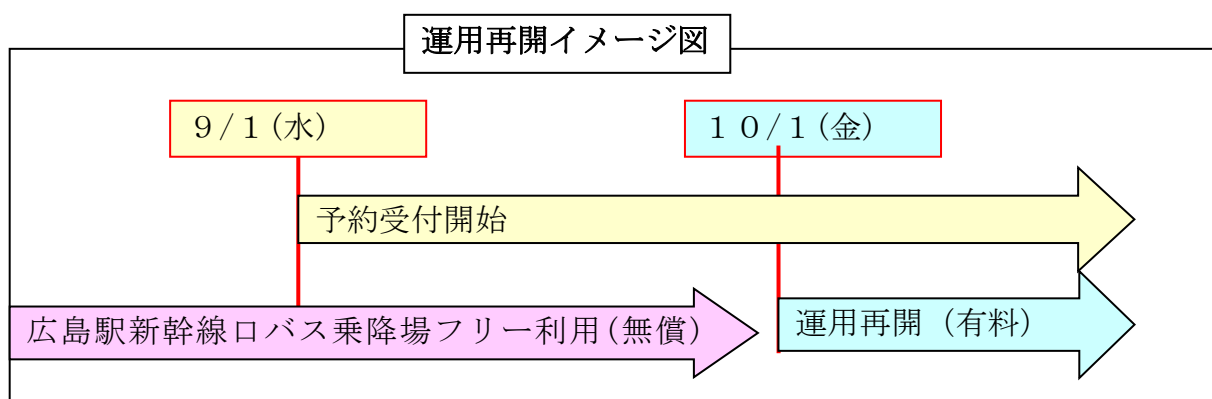 運用再開イメージ図
９/１(水)
１０/１(金)
予約受付開始
広島駅新幹線口バス乗降場フリー利用(無償)
運用再開 (有料)